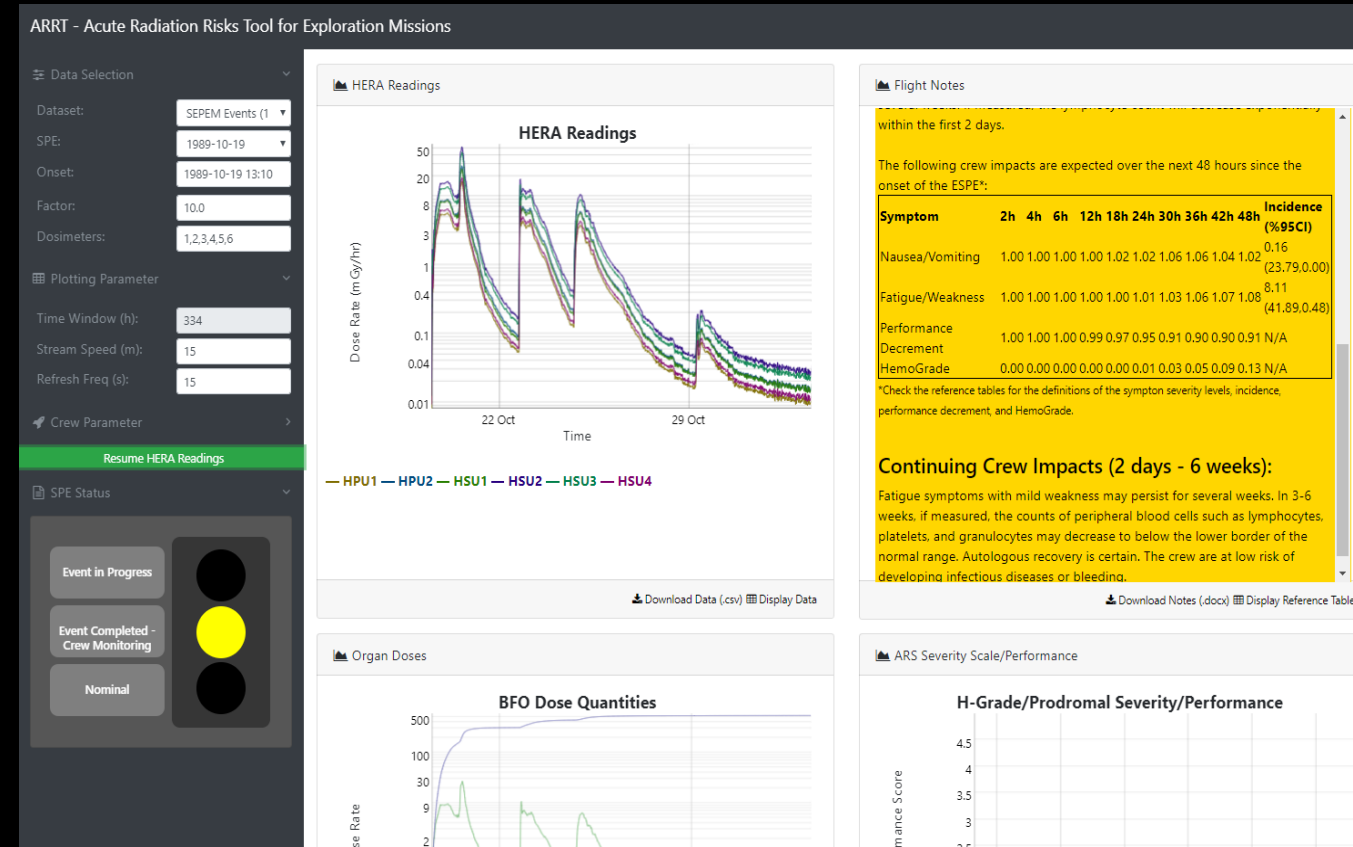 ARRT - Acute Radiation Risks Tool for Exploration Missions
Data Selection
Dataset:
SEPEM Events (1
SPE:
1989-10-19
Onset:
1989-10-19 13:10
Factor:
10.0
Dosimeters:
1,2,3,4,5,6
Plotting Parameter
Time Window (h):
334
Stream Speed (m):
15
Refresh Freq (s):
15
Crew Parameter
Resume HERA Readings
SPE Status
Event in Progress
Event Completed -
Crew Monitoring
Nominal
HERA Readings
HERA Readings
50
20
8
3
1
0.4
0.1
0.04
0.01
Dose Rate (mGy/hr)
22 Oct
29 Oct
Time
HPU1 HPU2 HSU1 HSU2 HSU3 HSU4
Download Data (.csv) Display Data
Flight Notes
several weeks. If measured, the lymphocyte count will decrease exponentially
within the first 2 days.
The following crew impacts are expected over the next 48 hours since the
onset of the ESPE*:
Symptom 2h 4h 6h 12h 18h 24h 30h 36h 42h 48h Incidence
(%95CI)
Nausea/Vomiting 1.00 1.00 1.00 1.00 1.02 1.02 1.06 1.06 1.04 1.02 0.16
(23.79,0.00)
Fatigue/Weakness 1.00 1.00 1.00 1.00 1.00 1.01 1.03 1.06 1.07 1.08 8.11
(41.89,0.48)
Performance
Decrement 1.00 1.00 1.00 0.99 0.97 0.95 0.91 0.90 0.90 0.91 N/A
HemoGrade 0.00 0.00 0.00 0.00 0.00 0.01 0.03 0.05 0.09 0.13 N/A
*Check the reference tables for the definitions of the sympton severity levels, incidence,
performance decrement, and HemoGrade.
Continuing Crew Impacts (2 days - 6 weeks):
Fatigue symptoms with mild weakness may persist for several weeks. In 3-6
weeks, if measured, the counts of peripheral blood cells such as lymphocytes,
platelets, and granulocytes may decrease to below the lower border of the
normal range. Autologous recovery is certain. The crew are at low risk of
developing infectious diseases or bleeding.
Download Notes (.docx) Display Reference Table
Organ Doses
BFO Dose Quantities
500
100
30
9
2
se Rate
ARS Severity Scale/Performance
H-Grade/Prodromal Severity/Performance
4.5
4
3.5
3
2.5
mance Score